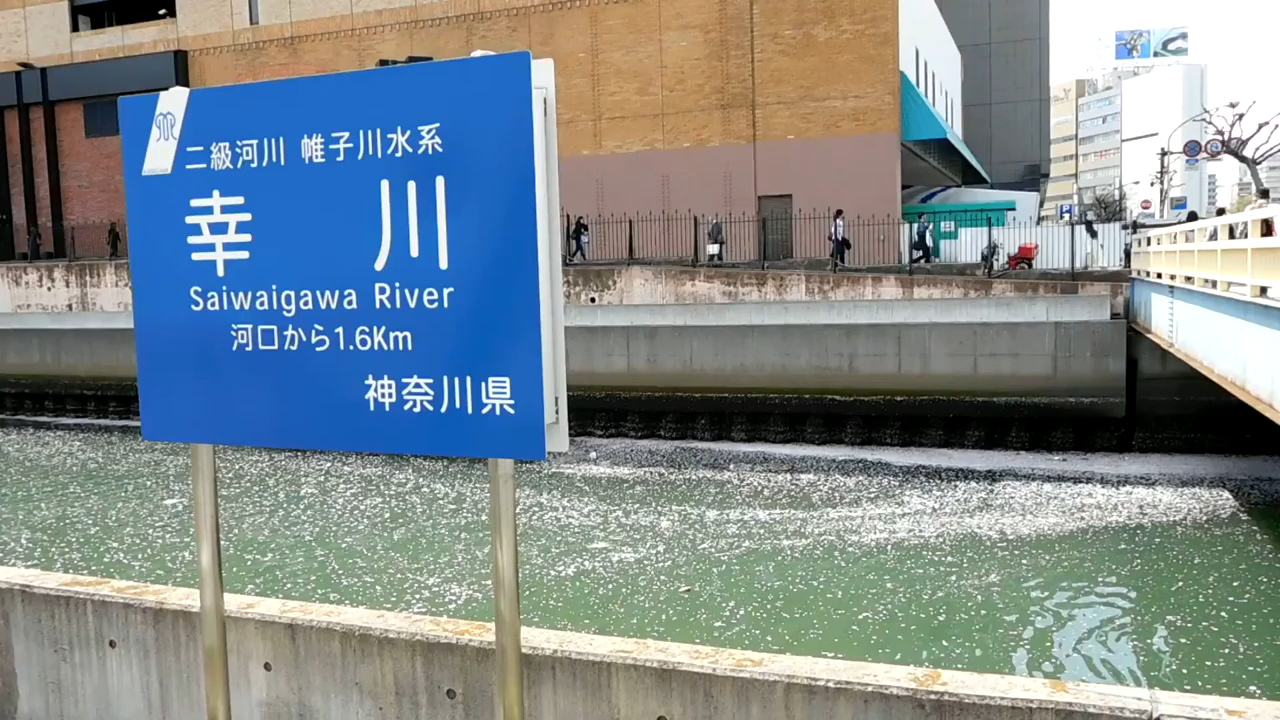 二級河川 帷子川水系
幸 川
Saiwaigawa River
河口から1.6Km
神奈川県
P